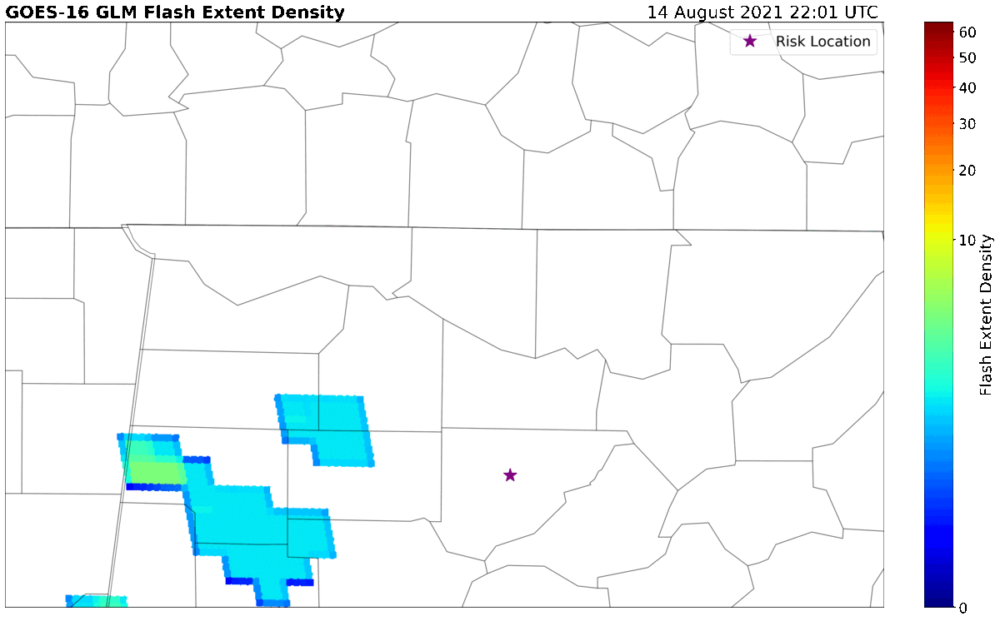 GOES-16 GLM Flash Extent Density
14 August 2021 22:01 UTC
Risk Location
60
50
40
30
20
10
0
Flash Extent Density